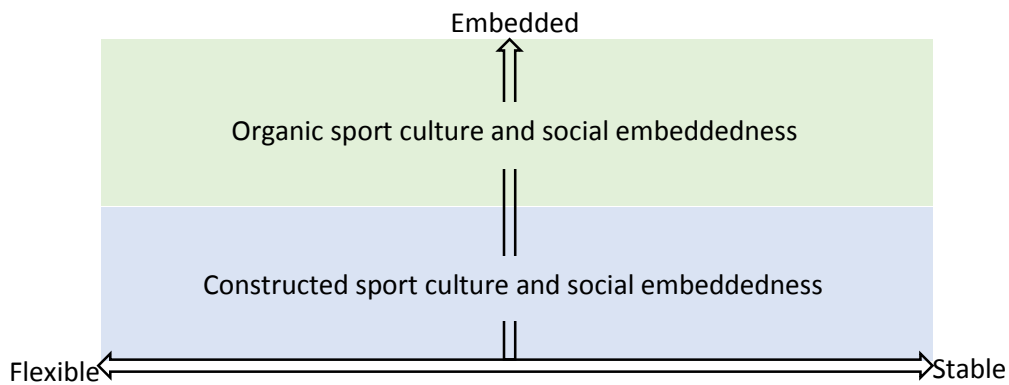 Embedded
Organic sport culture and social embeddedness
Constructed sport culture and social embeddedness
Flexible
Stable